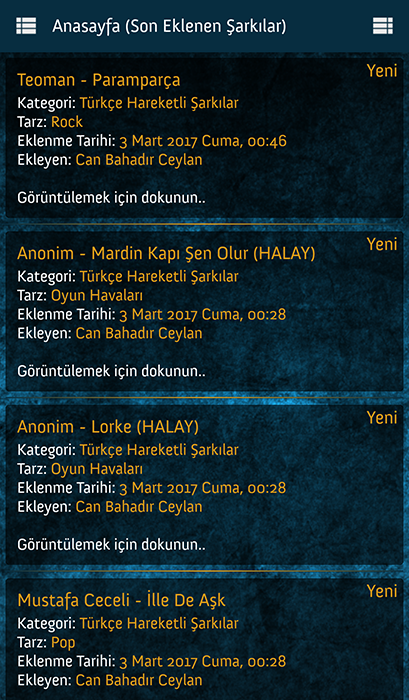 Anasayfa (Son Eklenen Şarkılar)
Yeni
Teoman - Paramparça
Kategori: Türkçe Hareketli Şarkılar
Tarz: Rock
Eklenme Tarihi: 3 Mart 2017 Cuma, 00:46
Ekleyen: Can Bahadır Ceylan
Görüntülemek için dokunun..
Yeni
Anonim - Mardin Kapı Şen Olur (HALAY)
Kategori: Türkçe Hareketli Şarkılar
Tarz: Oyun Havaları
Eklenme Tarihi: 3 Mart 2017 Cuma, 00:28
Ekleyen: Can Bahadır Ceylan
Görüntülemek için dokunun..
Yeni
Anonim - Lorke (HALAY)
Kategori: Türkçe Hareketli Şarkılar
Tarz: Oyun Havaları
Eklenme Tarihi: 3 Mart 2017 Cuma, 00:28
Ekleyen: Can Bahadır Ceylan
Görüntülemek için dokunun..
Yeni
Mustafa Ceceli - İlle De Aşk
Kategori: Türkçe Hareketli Şarkılar
Tarz: Pop
Eklenme Tarihi: 3 Mart 2017 Cuma, 00:28
Ekleyen: Can Bahadır Ceylan